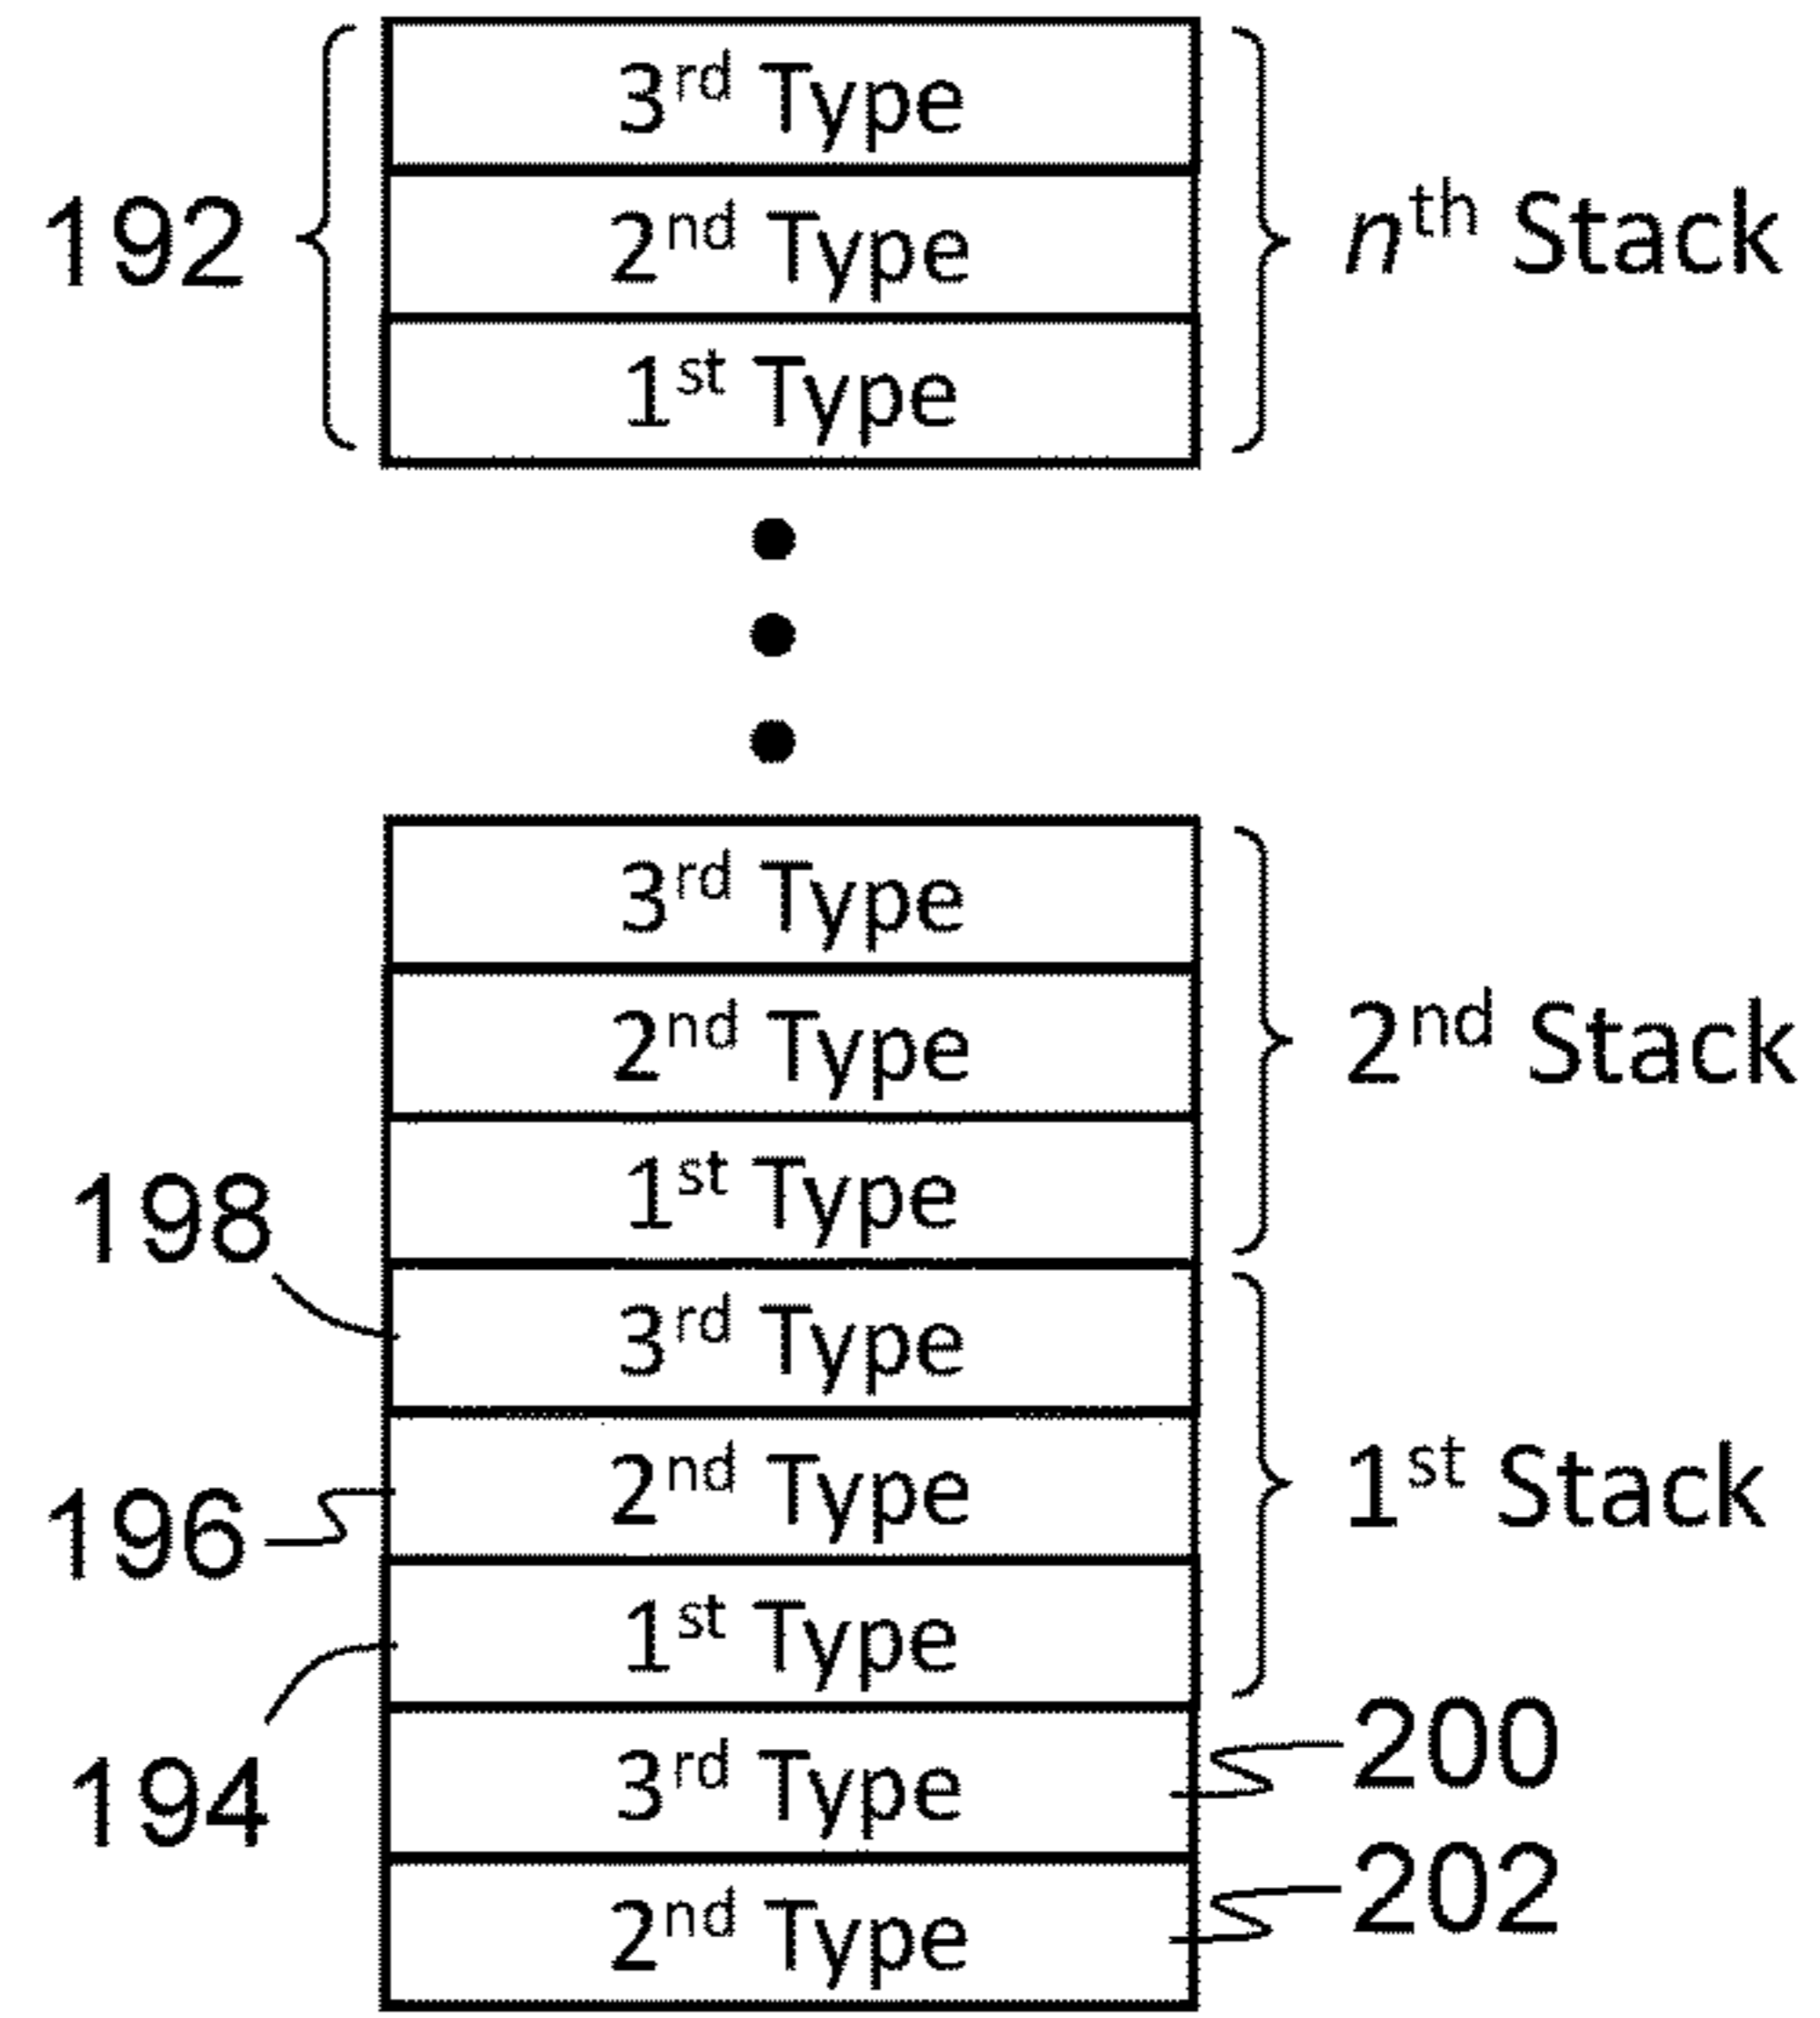 3rd Type
192
2nd Type
nth Stack
1st Type
3rd Type
2nd Type
2nd Stack
1st Type
198
3rd Type
196
2nd Type
1st Stack
1st Type
194
3rd Type
200
2nd Type
202